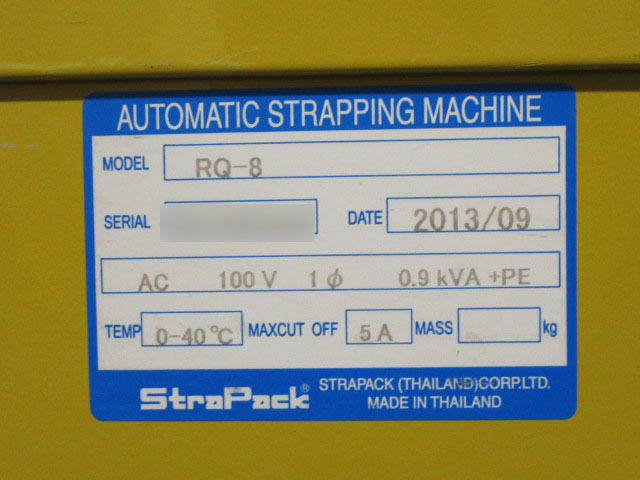 AUTOMATIC STRAPPING MACHINE
MODEL RQ-8
SERIAL DATE 2013/09
AC 100 V 1φ 0.9 kVA +PE
TEMP 0-40℃ MAXCUT OFF 5 A MASS kg
StraPack® STRAPACK (THAILAND) CORP.LTD.
MADE IN THAILAND